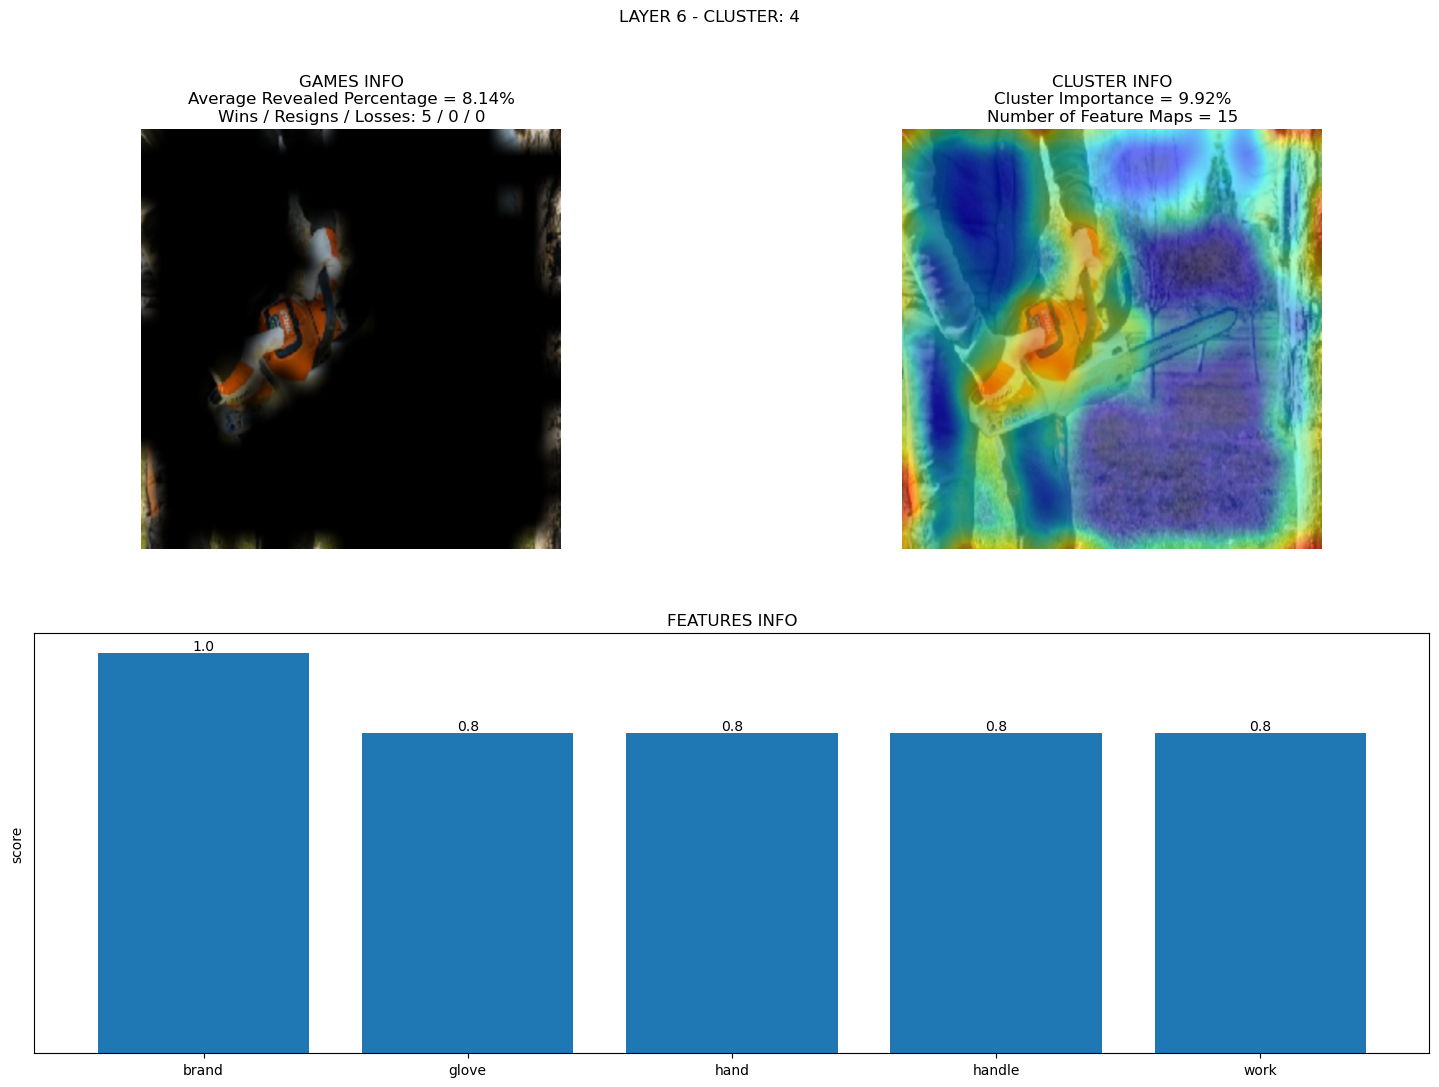 LAYER 6 - CLUSTER: 4
GAMES INFO
Average Revealed Percentage = 8.14%
Wins / Resigns / Losses: 5 / 0 / 0
CLUSTER INFO
Cluster Importance = 9.92%
Number of Feature Maps = 15
FEATURES INFO
score
1.0
0.8
0.8
0.8
0.8
brand
glove
hand
handle
work